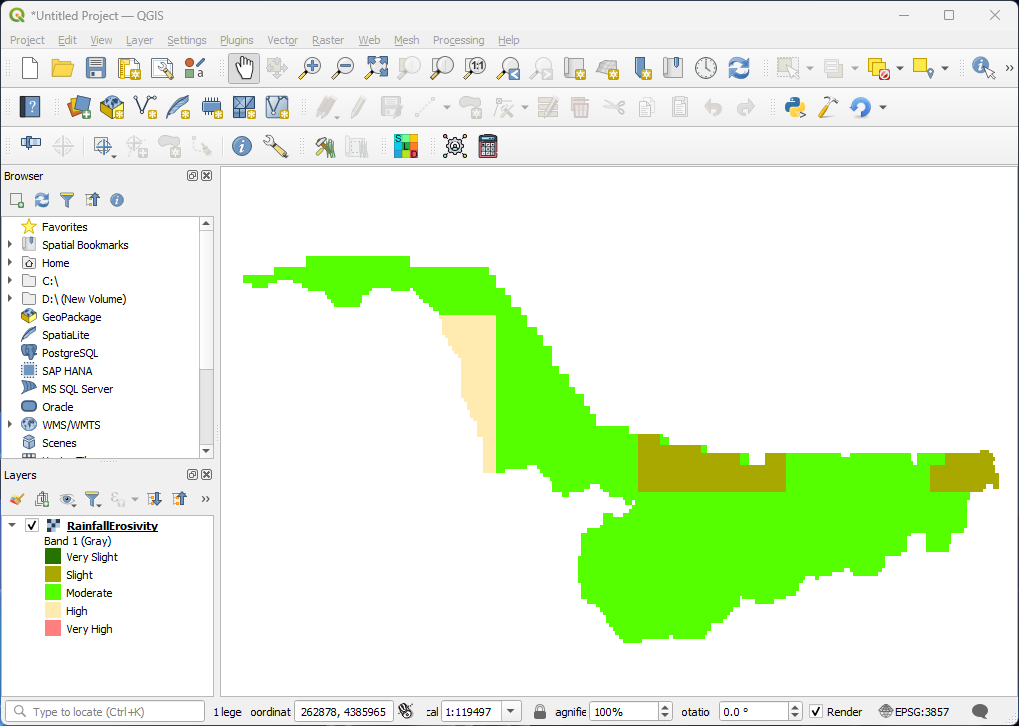 *Untitled Project — QGIS
Project Edit View Layer Settings Plugins Vector Raster Web Mesh Processing Help
Browser
Favorites
Spatial Bookmarks
Home
C:\
D:\ (New Volume)
GeoPackage
SpatiaLite
PostgreSQL
SAP HANA
MS SQL Server
Oracle
WMS/WMTS
Scenes
Layers
RainfallErosivity
Band 1 (Gray)
Very Slight
Slight
Moderate
High
Very High
Type to locate (Ctrl+K) 1 lege oordinat 262878, 4385965 cal 1:119497 agnifie 100% otatio 0.0 ° Render EPSG:3857